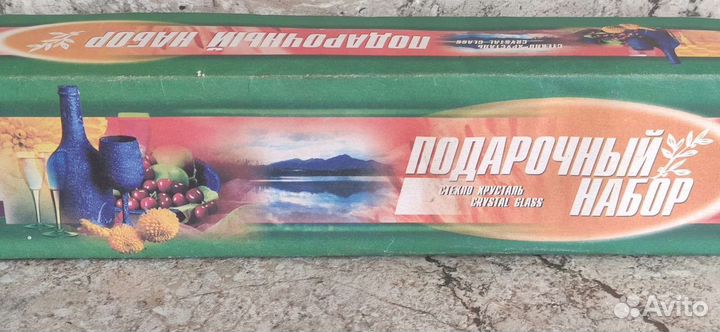 ПОДАРОЧНЫЙ НАБОР
СТЕКЛО ХРУСТАЛЬ
CRYSTAL GLASS
ПОДАРОЧНЫЙ
НАБОР
СТЕКЛО ХРУСТАЛЬ
CRYSTAL GLASS
Avito